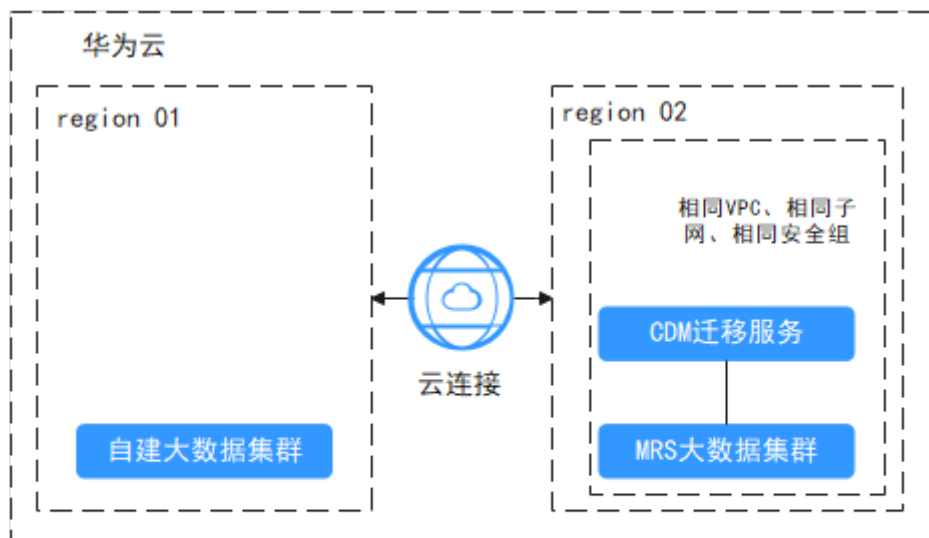 华为云
region 01
region 02
相同VPC、相同子
网、相同安全组
CDM迁移服务
云连接
自建大数据集群
MRS大数据集群